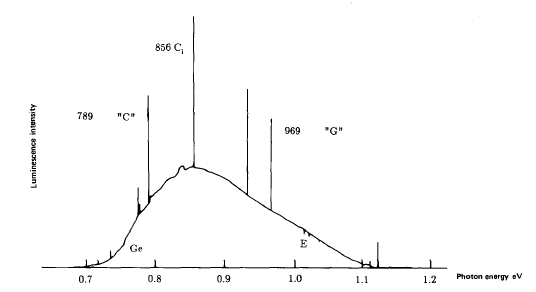 856 Ci
789 "C"
969 "G"
Luminescence intensity
Ge
E
0.7 0.8 0.9 1.0 1.1 1.2
Photon energy eV